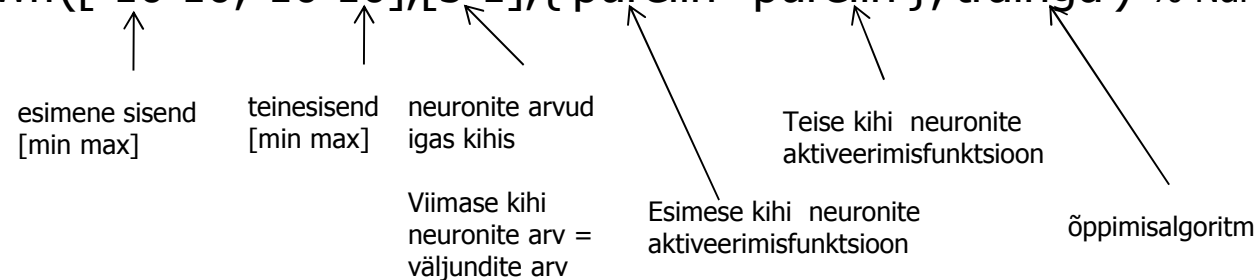 esimene sisend
[min max]
teinesisend
[min max]
neuronite arvud
igas kihis
Viimase kihi
neuronite arv =
väljundite arv
Esimese kihi neuronite
aktiveerimisfunktsioon
Teise kihi neuronite
aktiveerimisfunktsioon
õppimisalgoritm